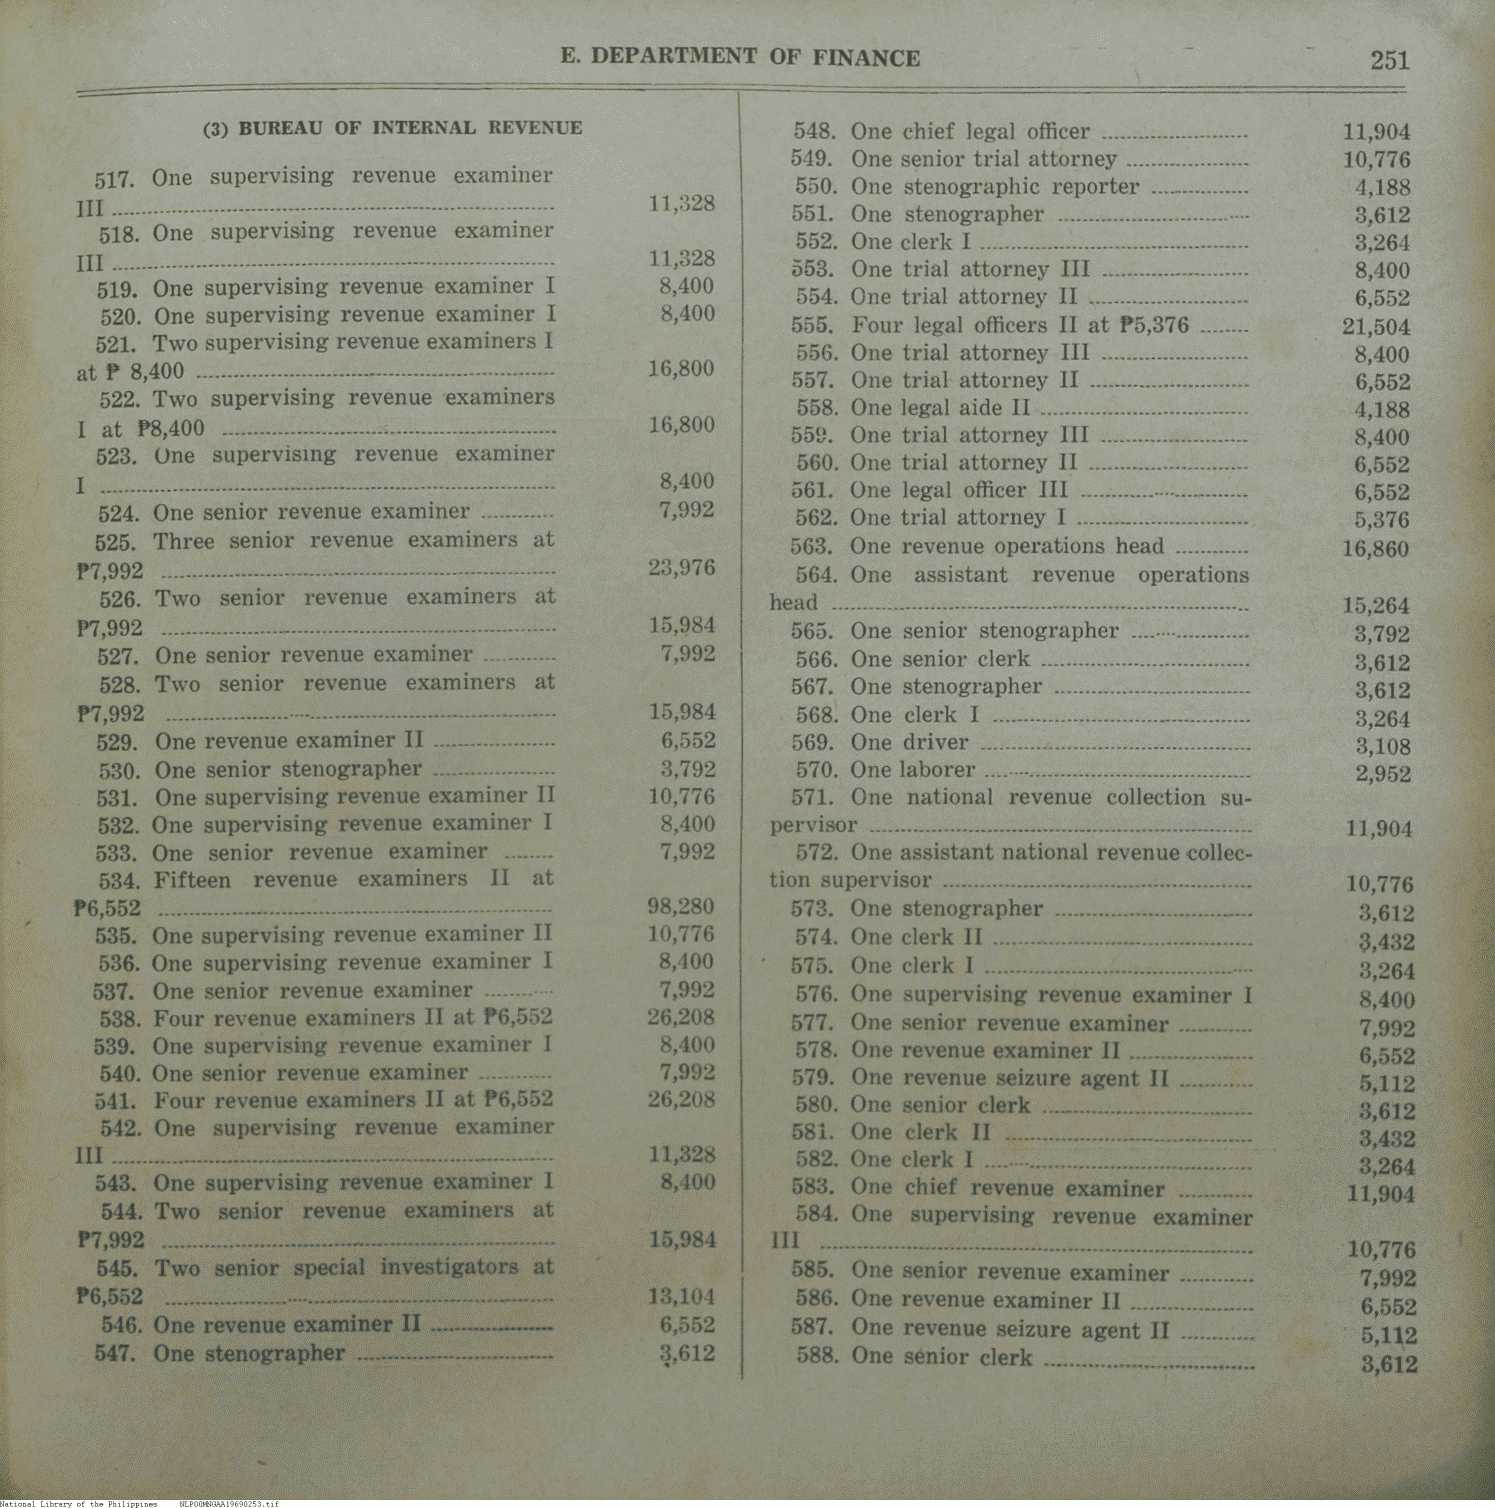 E. DEPARTMENT OF FINANCE
251
(3) BUREAU OF INTERNAL REVENUE
517. One supervising revenue examiner
III ........ 11,328
518. One supervising revenue examiner
III ........ 11,328
519. One supervising revenue examiner I 8,400
520. One supervising revenue examiner I 8,400
521. Two supervising revenue examiners I
at ₱ 8,400 ........ 16,800
522. Two supervising revenue examiners
I at ₱8,400 ........ 16,800
523. One supervising revenue examiner
I ........ 8,400
524. One senior revenue examiner ........ 7,992
525. Three senior revenue examiners at
₱7,992 ........ 23,976
526. Two senior revenue examiners at
₱7,992 ........ 15,984
527. One senior revenue examiner ........ 7,992
528. Two senior revenue examiners at
₱7,992 ........ 15,984
529. One revenue examiner II ........ 6,552
530. One senior stenographer ........ 3,792
531. One supervising revenue examiner II 10,776
532. One supervising revenue examiner I 8,400
533. One senior revenue examiner ........ 7,992
534. Fifteen revenue examiners II at
₱6,552 ........ 98,280
535. One supervising revenue examiner II 10,776
536. One supervising revenue examiner I 8,400
537. One senior revenue examiner ........ 7,992
538. Four revenue examiners II at ₱6,552 26,208
539. One supervising revenue examiner I 8,400
540. One senior revenue examiner ........ 7,992
541. Four revenue examiners II at ₱6,552 26,208
542. One supervising revenue examiner
III ........ 11,328
543. One supervising revenue examiner I 8,400
544. Two senior revenue examiners at
₱7,992 ........ 15,984
545. Two senior special investigators at
₱6,552 ........ 13,104
546. One revenue examiner II ........ 6,552
547. One stenographer ........ 3,612
548. One chief legal officer ........ 11,904
549. One senior trial attorney ........ 10,776
550. One stenographic reporter ........ 4,188
551. One stenographer ........ 3,612
552. One clerk I ........ 3,264
553. One trial attorney III ........ 8,400
554. One trial attorney II ........ 6,552
555. Four legal officers II at ₱5,376 ........ 21,504
556. One trial attorney III ........ 8,400
557. One trial attorney II ........ 6,552
558. One legal aide II ........ 4,188
559. One trial attorney III ........ 8,400
560. One trial attorney II ........ 6,552
561. One legal officer III ........ 6,552
562. One trial attorney I ........ 5,376
563. One revenue operations head ........ 16,860
564. One assistant revenue operations
head ........ 15,264
565. One senior stenographer ........ 3,792
566. One senior clerk ........ 3,612
567. One stenographer ........ 3,612
568. One clerk I ........ 3,264
569. One driver ........ 3,108
570. One laborer ........ 2,952
571. One national revenue collection su-
pervisor ........ 11,904
572. One assistant national revenue collec-
tion supervisor ........ 10,776
573. One stenographer ........ 3,612
574. One clerk II ........ 3,432
575. One clerk I ........ 3,264
576. One supervising revenue examiner I 8,400
577. One senior revenue examiner ........ 7,992
578. One revenue examiner II ........ 6,552
579. One revenue seizure agent II ........ 5,112
580. One senior clerk ........ 3,612
581. One clerk II ........ 3,432
582. One clerk I ........ 3,264
583. One chief revenue examiner ........ 11,904
584. One supervising revenue examiner
III ........ 10,776
585. One senior revenue examiner ........ 7,992
586. One revenue examiner II ........ 6,552
587. One revenue seizure agent II ........ 5,112
588. One senior clerk ........ 3,612
National Library of the Philippines NLPOOMNGAA19690253.tif